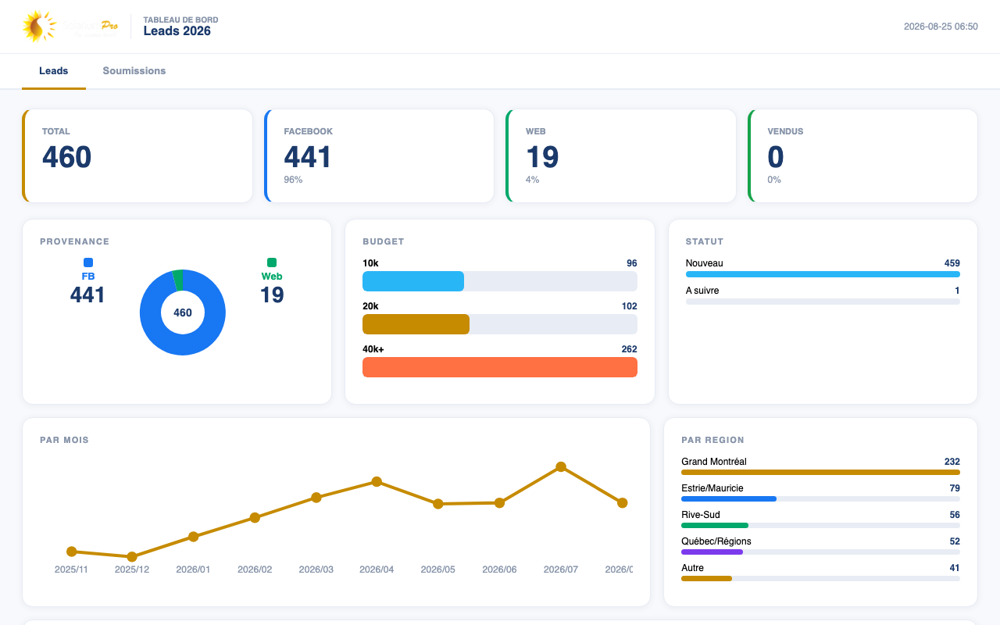 Pro
TABLEAU DE BORD
Leads 2026
2026-08-25 06:50
Leads
Soumissions
TOTAL
460
FACEBOOK
441
96%
WEB
19
4%
VENDUS
0
0%
PROVENANCE
FB
441
460
Web
19
BUDGET
10k 96
20k 102
40k+ 262
STATUT
Nouveau 459
A suivre 1
PAR MOIS
2025/11 2025/12 2026/01 2026/02 2026/03 2026/04 2026/05 2026/06 2026/07 2026/0
PAR REGION
Grand Montréal 232
Estrie/Mauricie 79
Rive-Sud 56
Québec/Régions 52
Autre 41